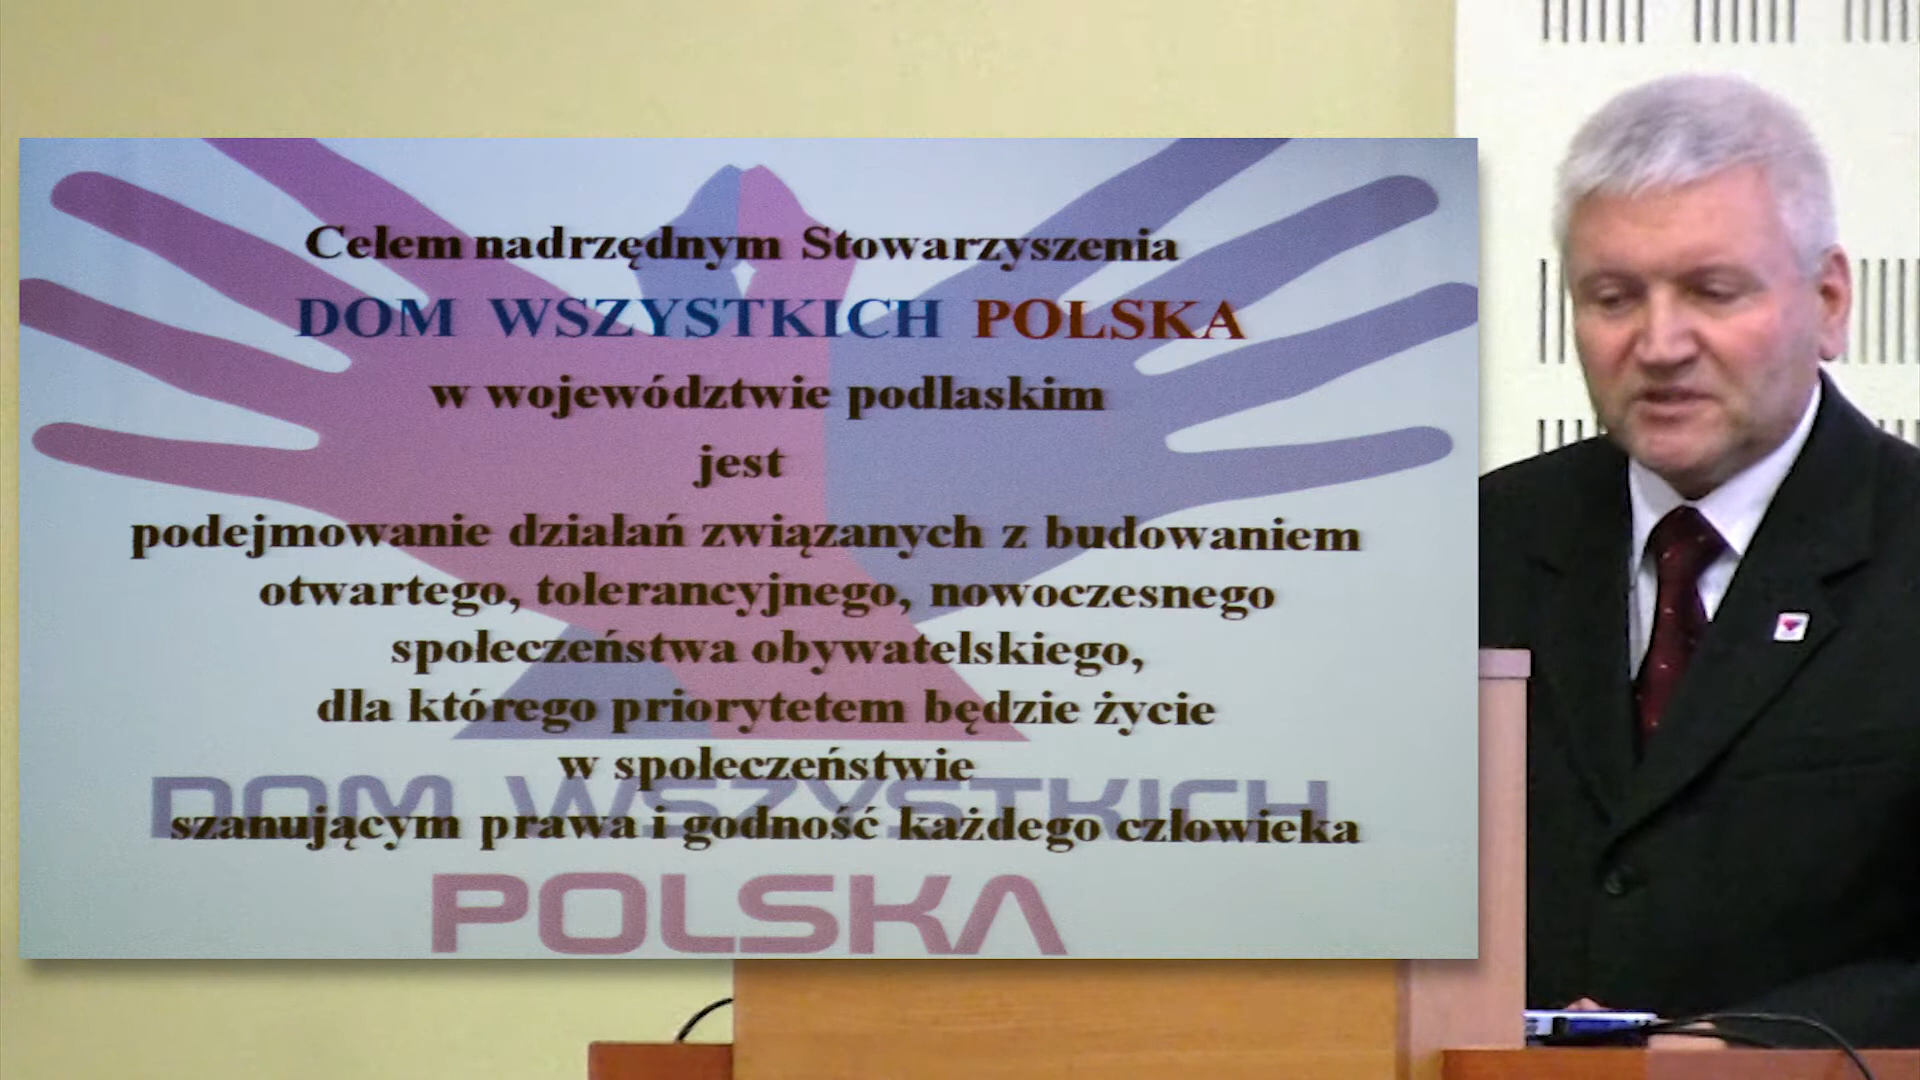 Celem nadrzędnym Stowarzyszenia
DOM WSZYSTKICH POLSKA
w województwie podlaskim
jest
podejmowanie działań związanych z budowaniem
otwartego, tolerancyjnego, nowoczesnego
społeczeństwa obywatelskiego,
dla którego priorytetem będzie życie
w społeczeństwie
szanującym prawa i godność każdego człowieka
DOM WSZYSTKICH
POLSKA